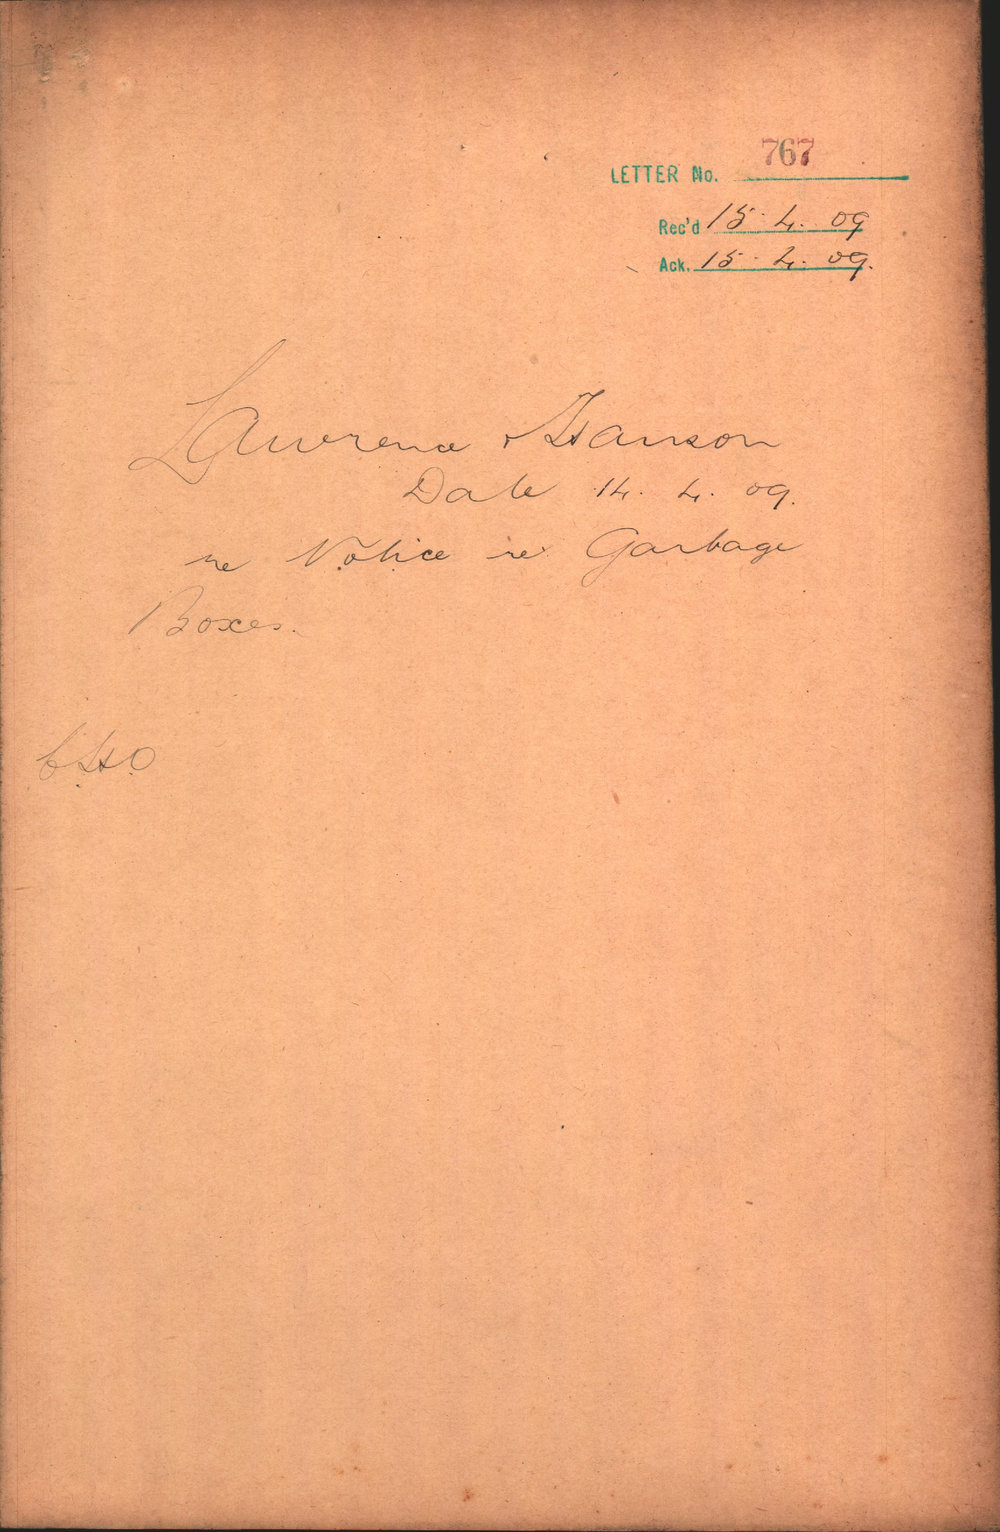 LETTER No. 767
Rec'd 15. 4. 09
Ack. 15. 4. 09.
Lawrence & Hanson
Date 14. 4. 09.
re Notice re Garbage
Boxes.
C.H.O.